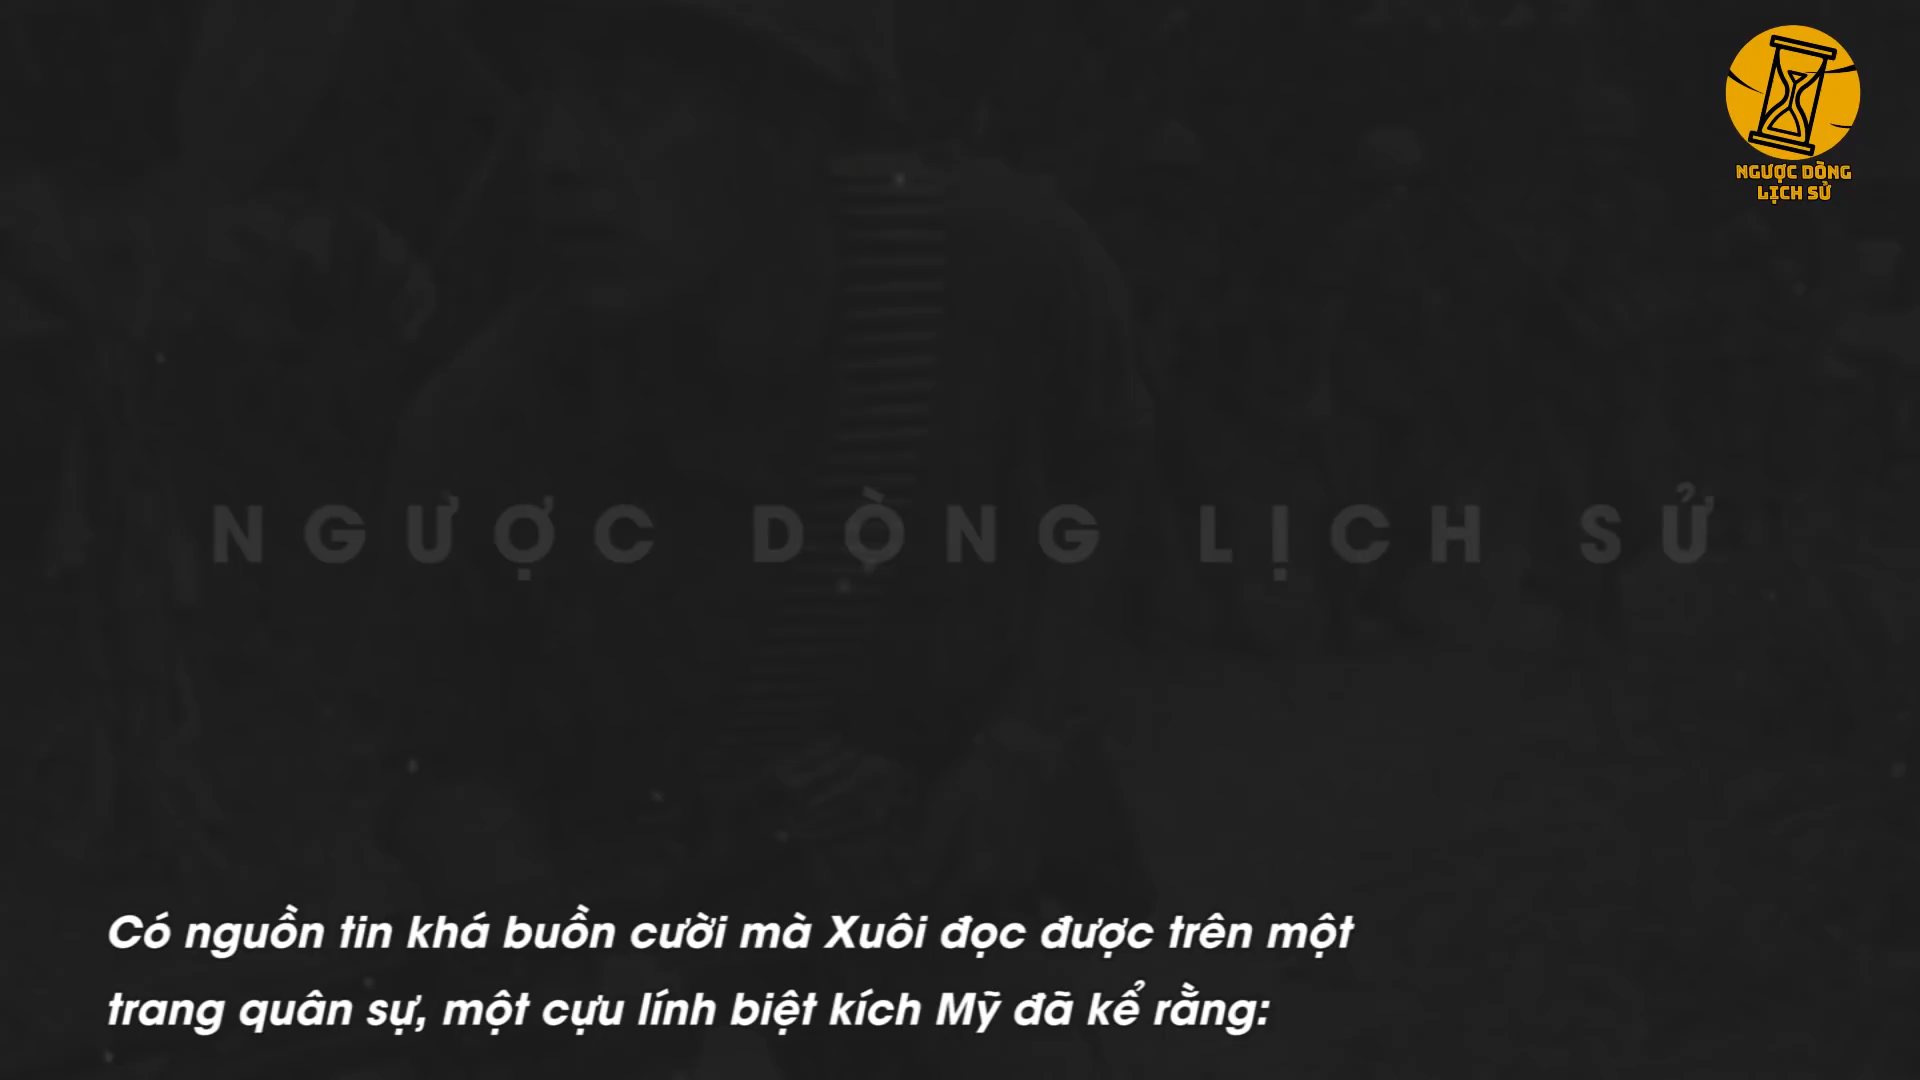 NGƯỢC DÒNG
LỊCH SỬ
NGƯỢC DÒNG LỊCH SỬ
Có nguồn tin khá buồn cười mà Xuôi đọc được trên một
trang quân sự, một cựu lính biệt kích Mỹ đã kể rằng: